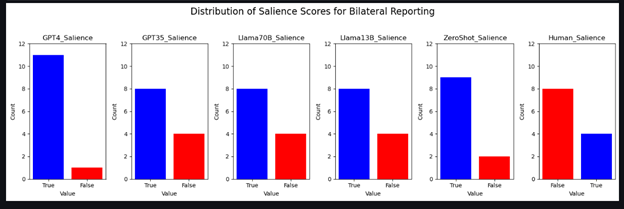 Distribution of Salience Scores for Bilateral Reporting
GPT4_Salience GPT35_Salience Llama70B_Salience Llama13B_Salience ZeroShot_Salience Human_Salience
12 12 12 12 12 12
10 10 10 10 10 10
8 8 8 8 8 8
Count Count Count Count Count Count
6 6 6 6 6 6
4 4 4 4 4 4
2 2 2 2 2 2
0 0 0 0 0 0
True False True False True False True False True False False True
Value Value Value Value Value Value